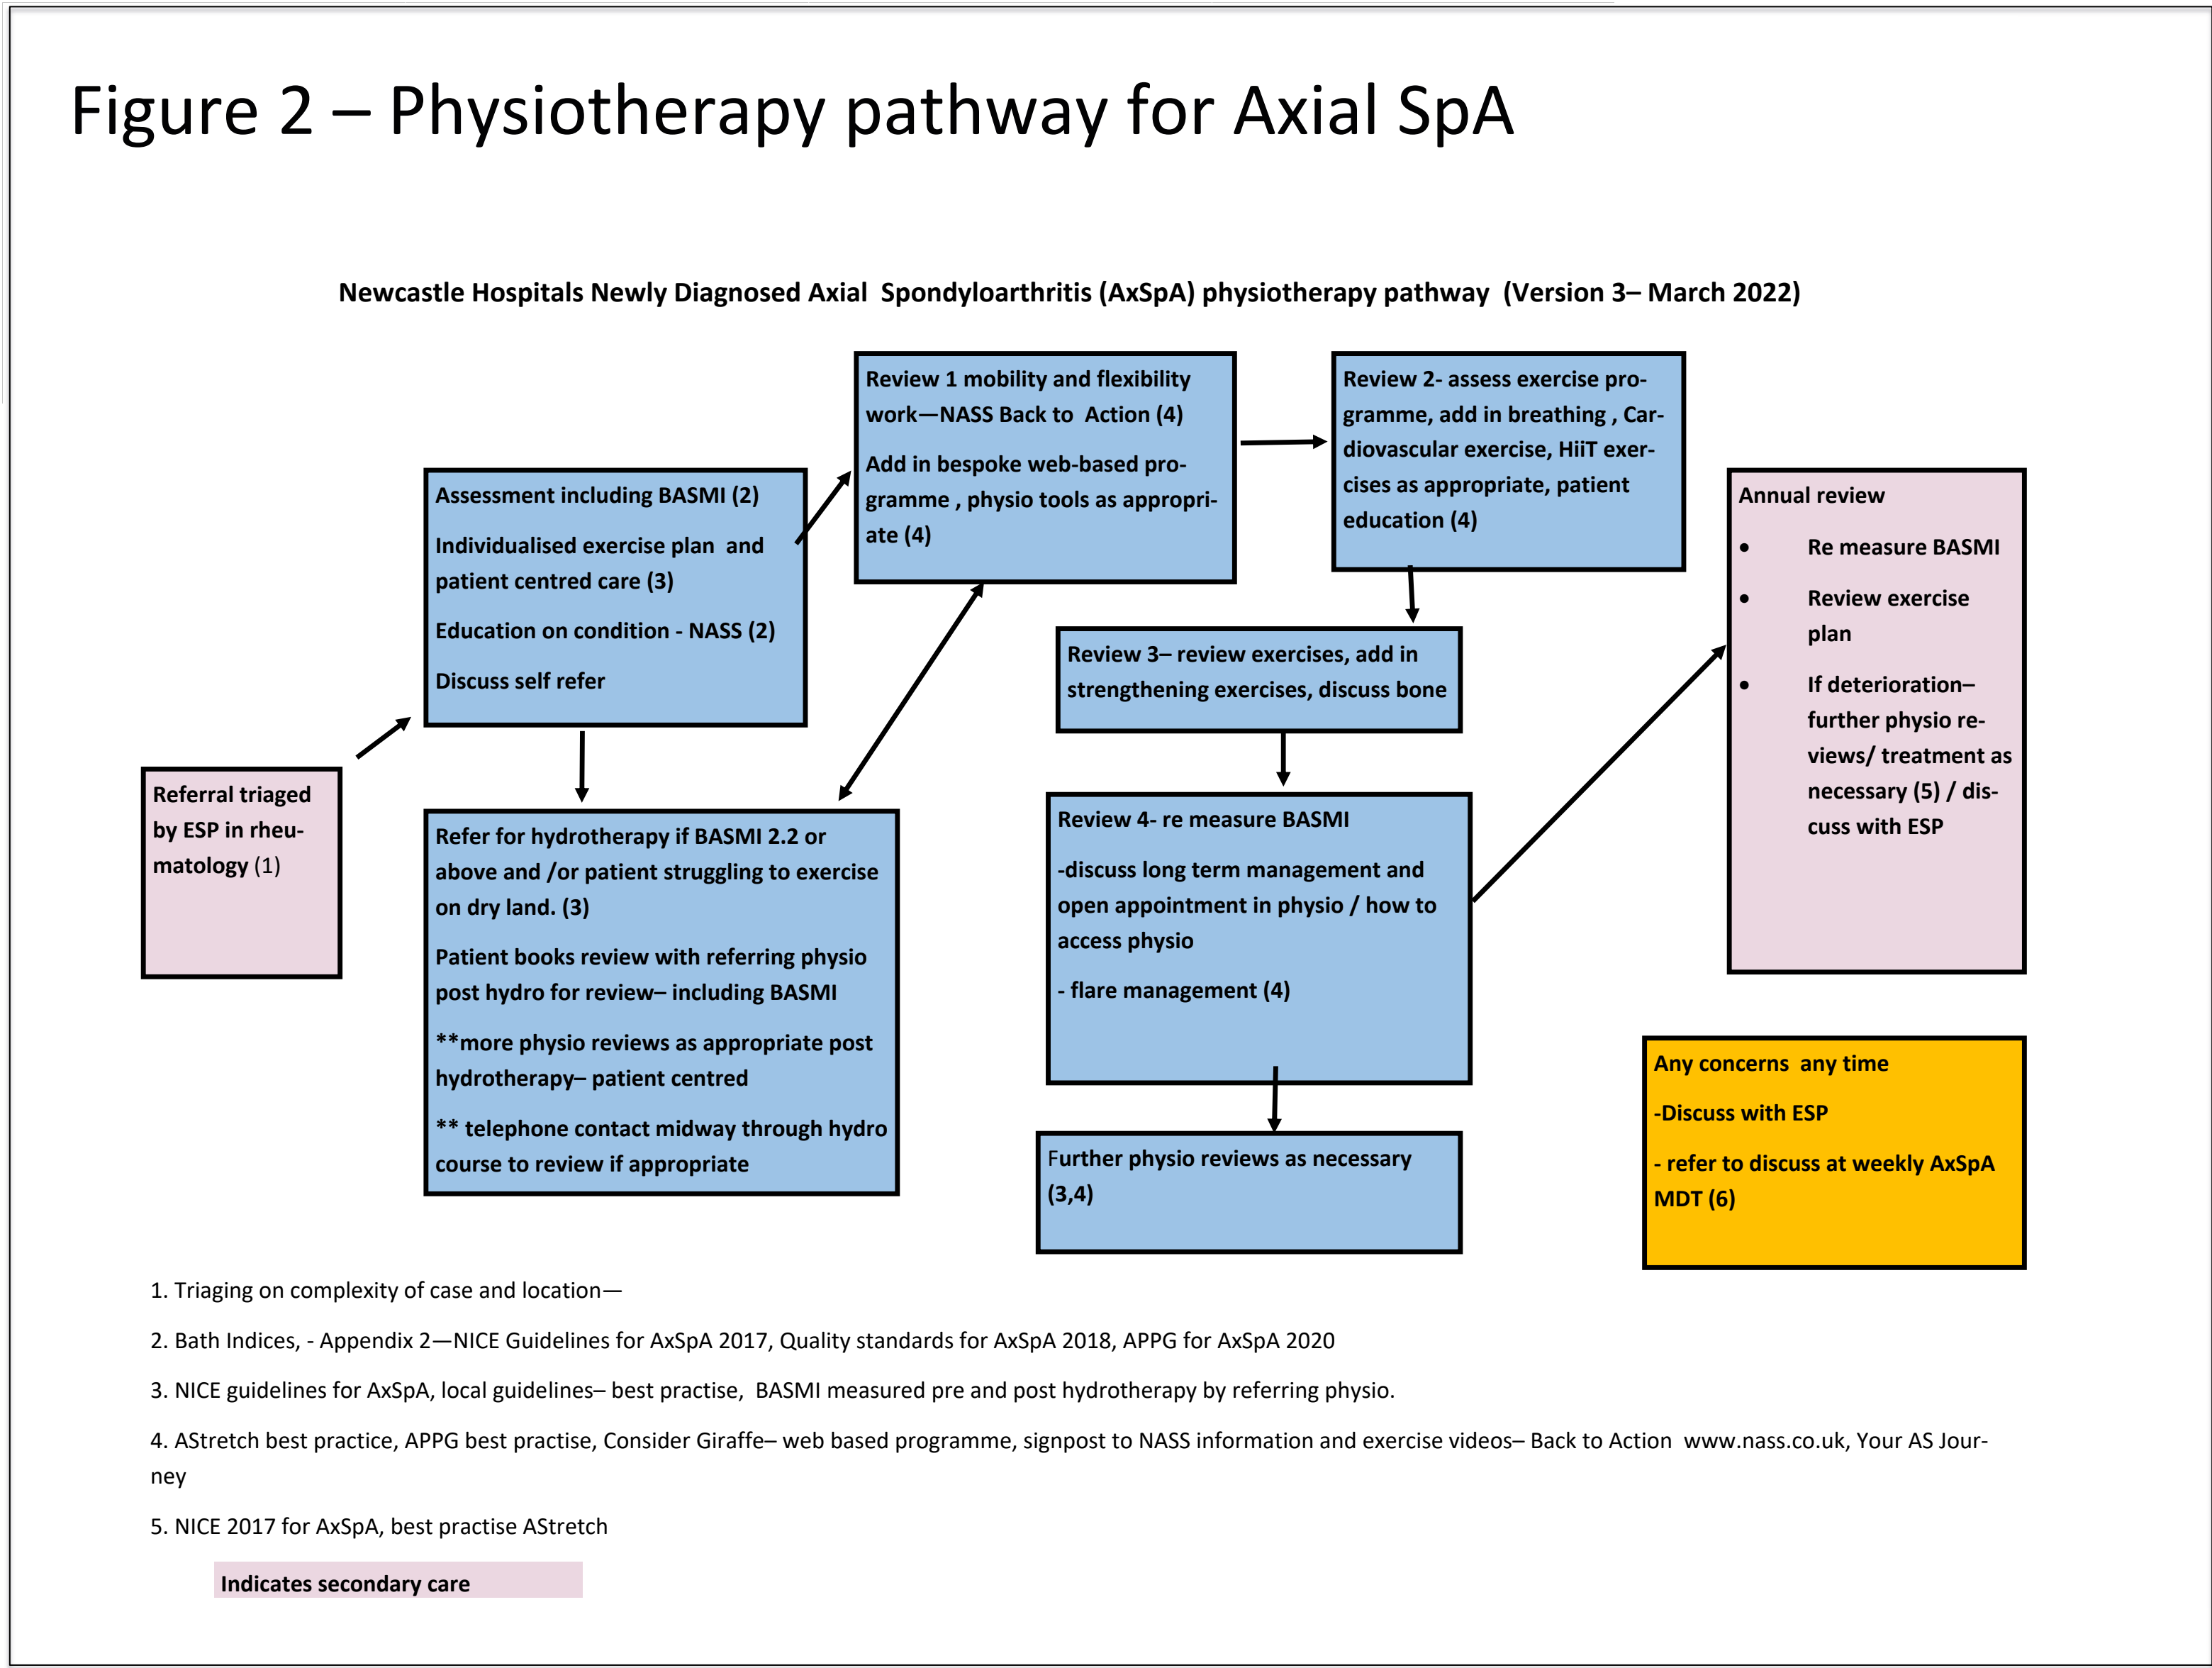 Figure 2 – Physiotherapy pathway for Axial SpA
Newcastle Hospitals Newly Diagnosed Axial  Spondyloarthritis (AxSpA) physiotherapy pathway  (Version 3– March 2022)
Referral triaged
by ESP in rheu-
matology (1)
Assessment including BASMI (2)
Individualised exercise plan  and
patient centred care (3)
Education on condition - NASS (2)
Discuss self refer
Refer for hydrotherapy if BASMI 2.2 or
above and /or patient struggling to exercise
on dry land. (3)
Patient books review with referring physio
post hydro for review– including BASMI
**more physio reviews as appropriate post
hydrotherapy– patient centred
** telephone contact midway through hydro
course to review if appropriate
Review 1 mobility and flexibility
work—NASS Back to  Action (4)
Add in bespoke web-based pro-
gramme , physio tools as appropri-
ate (4)
Review 2- assess exercise pro-
gramme, add in breathing , Car-
diovascular exercise, HiiT exer-
cises as appropriate, patient
education (4)
Review 3– review exercises, add in
strengthening exercises, discuss bone
Review 4- re measure BASMI
-discuss long term management and
open appointment in physio / how to
access physio
- flare management (4)
Further physio reviews as necessary
(3,4)
Annual review
• Re measure BASMI
• Review exercise
plan
• If deterioration–
further physio re-
views/ treatment as
necessary (5) / dis-
cuss with ESP
Any concerns  any time
-Discuss with ESP
- refer to discuss at weekly AxSpA
MDT (6)
1. Triaging on complexity of case and location—
2. Bath Indices, - Appendix 2—NICE Guidelines for AxSpA 2017, Quality standards for AxSpA 2018, APPG for AxSpA 2020
3. NICE guidelines for AxSpA, local guidelines– best practise,  BASMI measured pre and post hydrotherapy by referring physio.
4. AStretch best practice, APPG best practise, Consider Giraffe– web based programme, signpost to NASS information and exercise videos– Back to Action  www.nass.co.uk, Your AS Jour-
ney
5. NICE 2017 for AxSpA, best practise AStretch
Indicates secondary care